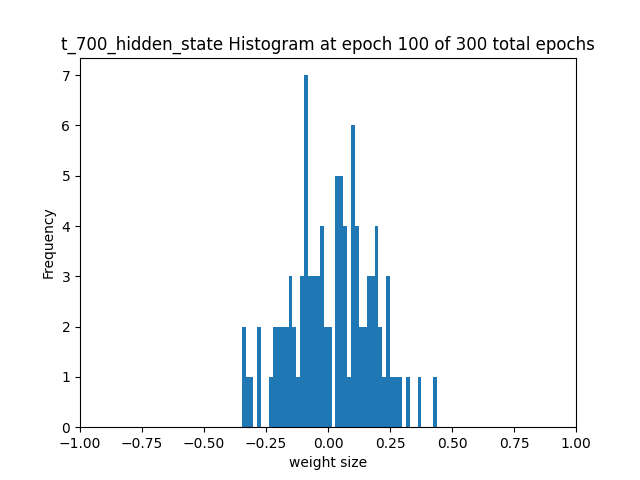 t_700_hidden_state Histogram at epoch 100 of 300 total epochs
7
6
5
4
3
2
1
0
Frequency
−1.00 −0.75 −0.50 −0.25 0.00 0.25 0.50 0.75 1.00
weight size